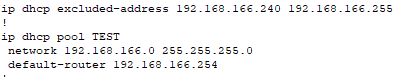 ip dhcp excluded-address 192.168.166.240 192.168.166.255
!
ip dhcp pool TEST
network 192.168.166.0 255.255.255.0
default-router 192.168.166.254